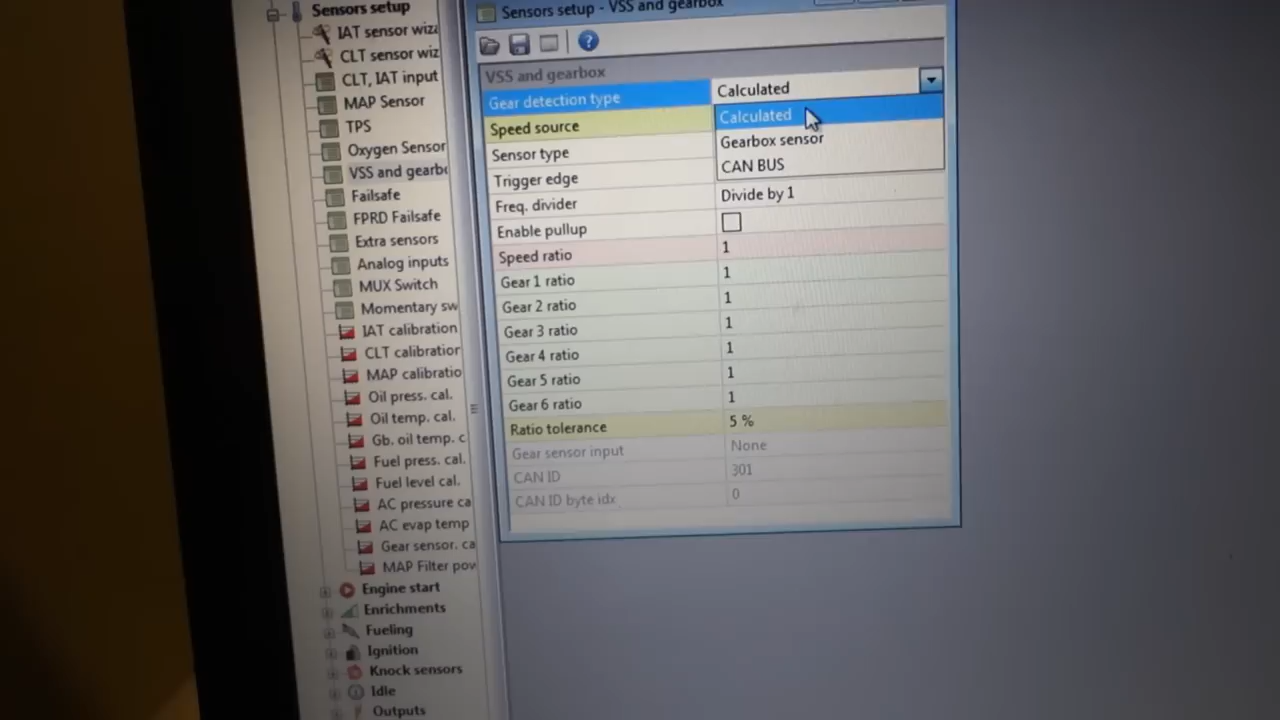 Sensors setup
IAT sensor wiza
CLT sensor wiz
CLT, IAT input
MAP Sensor
TPS
Oxygen Sensor
VSS and gearbo
Failsafe
FPRD Failsafe
Extra sensors
Analog inputs
MUX Switch
Momentary sw
IAT calibration
CLT calibration
MAP calibratio
Oil press. cal.
Oil temp. cal.
Gb. oil temp. c
Fuel press. cal.
Fuel level cal.
AC pressure ca
AC evap temp
Gear sensor. ca
MAP Filter pow
Engine start
Enrichments
Fueling
Ignition
Knock sensors
Idle
Outputs
Sensors setup - VSS and gearbox
VSS and gearbox
Gear detection type Calculated
Calculated
Gearbox sensor
CAN BUS
Speed source
Sensor type
Trigger edge
Freq. divider Divide by 1
Enable pullup
Speed ratio 1
Gear 1 ratio 1
Gear 2 ratio 1
Gear 3 ratio 1
Gear 4 ratio 1
Gear 5 ratio 1
Gear 6 ratio 1
Ratio tolerance 5 %
Gear sensor input None
CAN ID 301
CAN ID byte idx 0